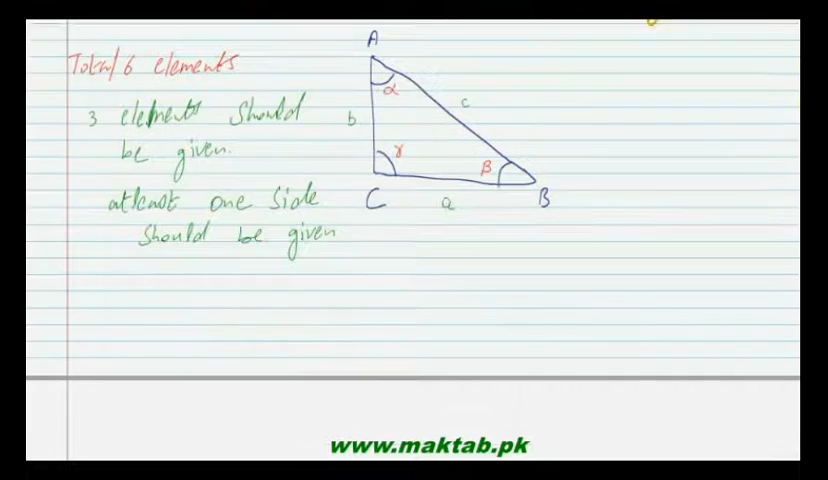 Total 6 elements
3 elements should
be given.
atleast one side
should be given
A
α
c
b
γ
β
C
a
B
www.maktab.pk